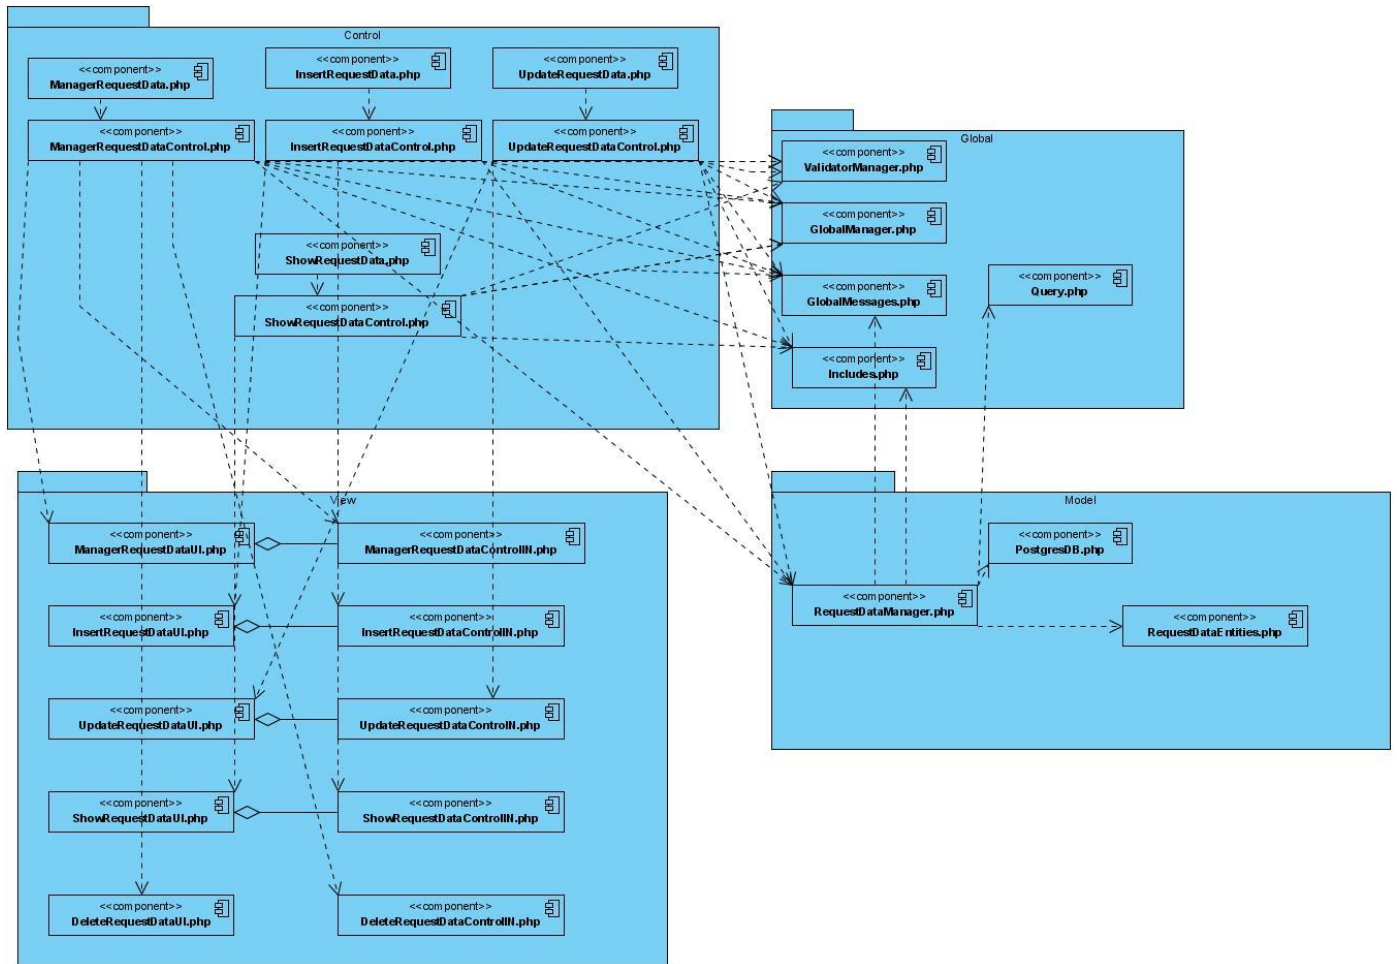 Control
<<component>>
ManagerRequestData.php
<<component>>
InsertRequestData.php
<<component>>
UpdateRequestData.php
<<component>>
ManagerRequestDataControl.php
<<component>>
InsertRequestDataControl.php
<<component>>
UpdateRequestDataControl.php
<<component>>
ShowRequestData.php
<<component>>
ShowRequestDataControl.php
Global
<<component>>
ValidatorManager.php
<<component>>
GlobalManager.php
<<component>>
GlobalMessages.php
<<component>>
Query.php
<<component>>
Includes.php
View
<<component>>
ManagerRequestDataUI.php
<<component>>
ManagerRequestDataControlIN.php
<<component>>
InsertRequestDataUI.php
<<component>>
InsertRequestDataControlIN.php
<<component>>
UpdateRequestDataUI.php
<<component>>
UpdateRequestDataControlIN.php
<<component>>
ShowRequestDataUI.php
<<component>>
ShowRequestDataControlIN.php
<<component>>
DeleteRequestDataUI.php
<<component>>
DeleteRequestDataControlIN.php
Model
<<component>>
PostgresDB.php
<<component>>
RequestDataManager.php
<<component>>
RequestDataEntities.php